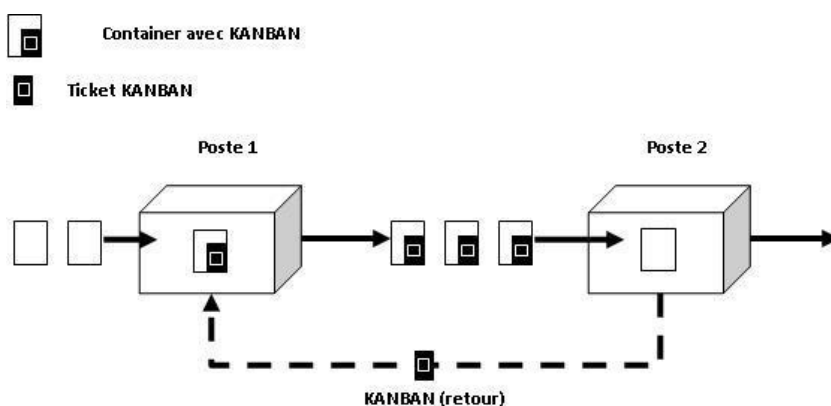 Container avec KANBAN
Ticket KANBAN
Poste 1
Poste 2
KANBAN (retour)